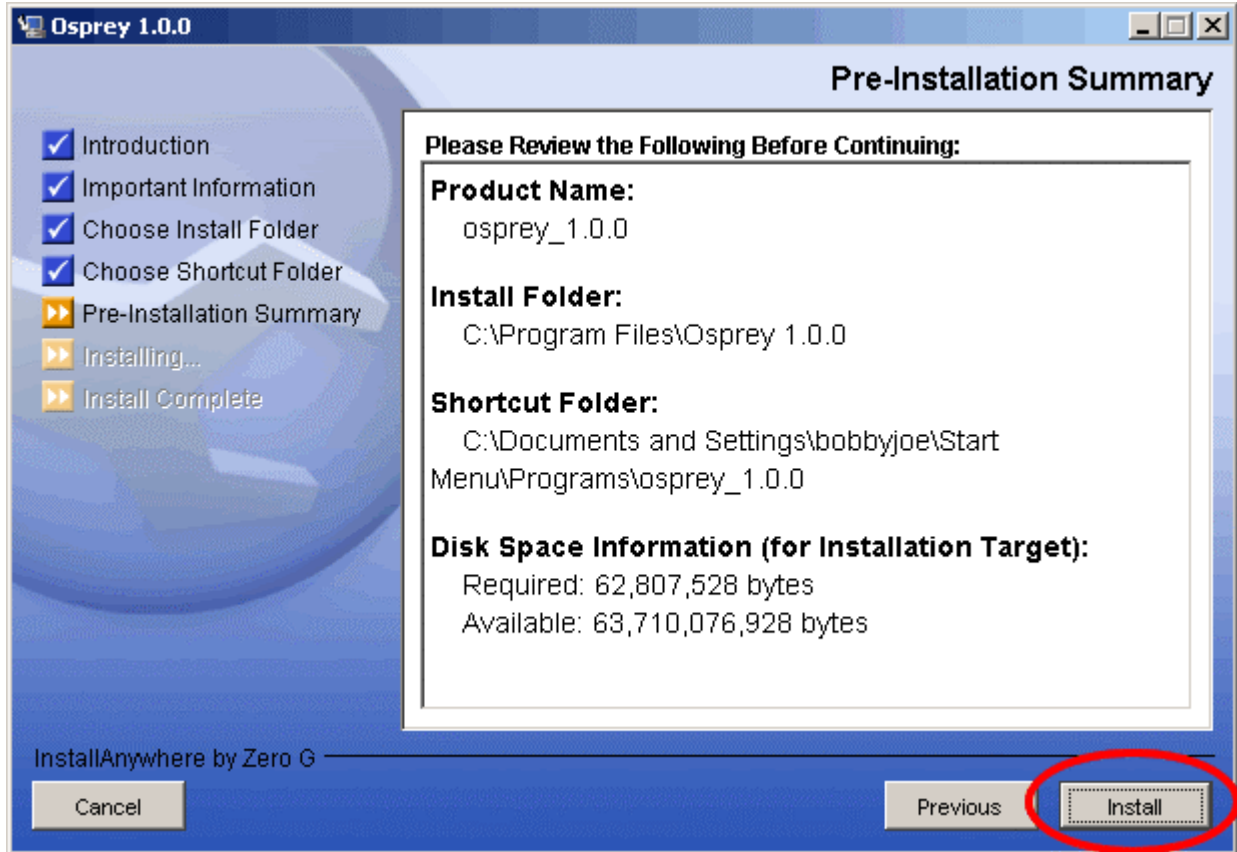 Osprey 1.0.0
Pre-Installation Summary
Introduction
Important Information
Choose Install Folder
Choose Shortcut Folder
Pre-Installation Summary
Installing...
Install Complete
Please Review the Following Before Continuing:
Product Name:
osprey_1.0.0
Install Folder:
C:\Program Files\Osprey 1.0.0
Shortcut Folder:
C:\Documents and Settings\bobbyjoe\Start
Menu\Programs\osprey_1.0.0
Disk Space Information (for Installation Target):
Required: 62,807,528 bytes
Available: 63,710,076,928 bytes
InstallAnywhere by Zero G
Cancel
Previous
Install